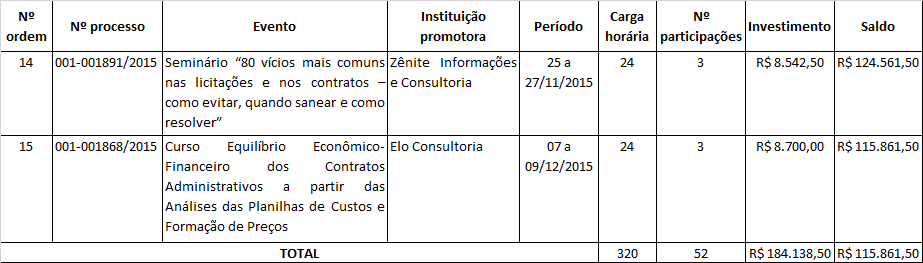 Nº ordem | Nº processo | Evento | Instituição promotora | Período | Carga horária | Nº participações | Investimento | Saldo
14 | 001-001891/2015 | Seminário “80 vícios mais comuns | Zênite Informações | 25 a | 24 | 3 | R$ 8.542,50 | R$ 124.561,50
nas licitações e nos contratos – | e Consultoria | 27/11/2015
como evitar, quando sanear e como
resolver”
15 | 001-001868/2015 | Curso Equilíbrio Econômico- | Elo Consultoria | 07 a | 24 | 3 | R$ 8.700,00 | R$ 115.861,50
Financeiro dos Contratos | 09/12/2015
Administrativos a partir das
Análises das Planilhas de Custos e
Formação de Preços
TOTAL | 320 | 52 | R$ 184.138,50 | R$ 115.861,50